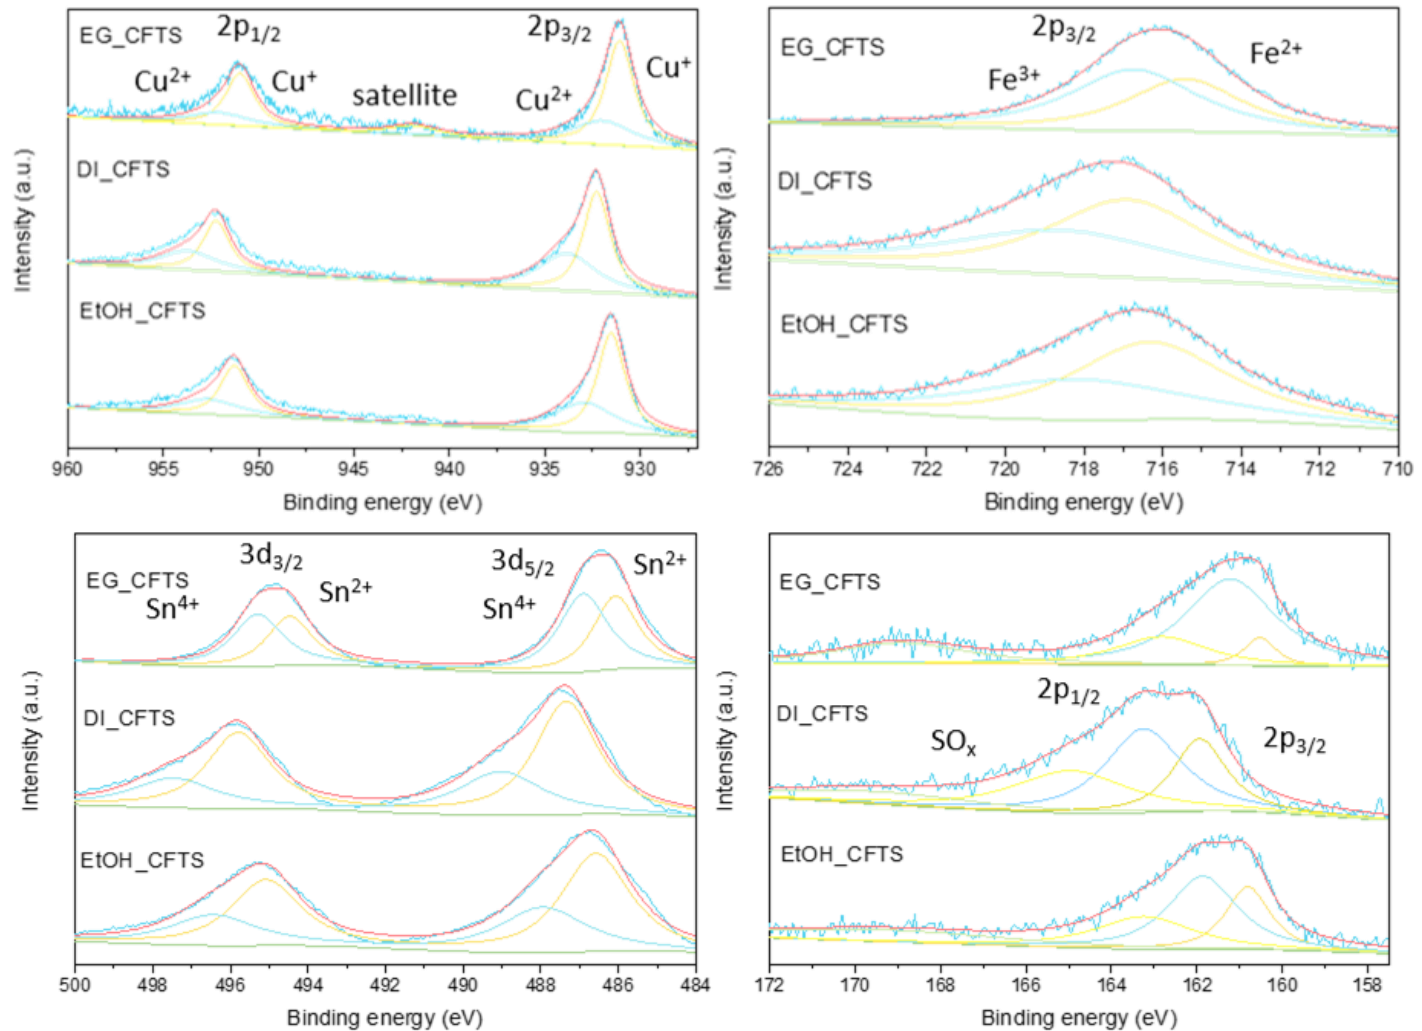 EG_CFTS
2p1/2
2p3/2
Cu2+
Cu+
satellite
Cu2+
Cu+
DI_CFTS
EtOH_CFTS
Intensity (a.u.)
960 955 950 945 940 935 930
Binding energy (eV)
EG_CFTS
2p3/2
Fe3+
Fe2+
DI_CFTS
EtOH_CFTS
Intensity (a.u.)
726 724 722 720 718 716 714 712 710
Binding energy (eV)
EG_CFTS
3d3/2
3d5/2
Sn4+
Sn2+
Sn4+
Sn2+
DI_CFTS
EtOH_CFTS
Intensity (a.u.)
500 498 496 494 492 490 488 486 484
Binding energy (eV)
EG_CFTS
2p1/2
DI_CFTS
SOx
2p3/2
EtOH_CFTS
Intensity (a.u.)
172 170 168 166 164 162 160 158
Binding energy (eV)